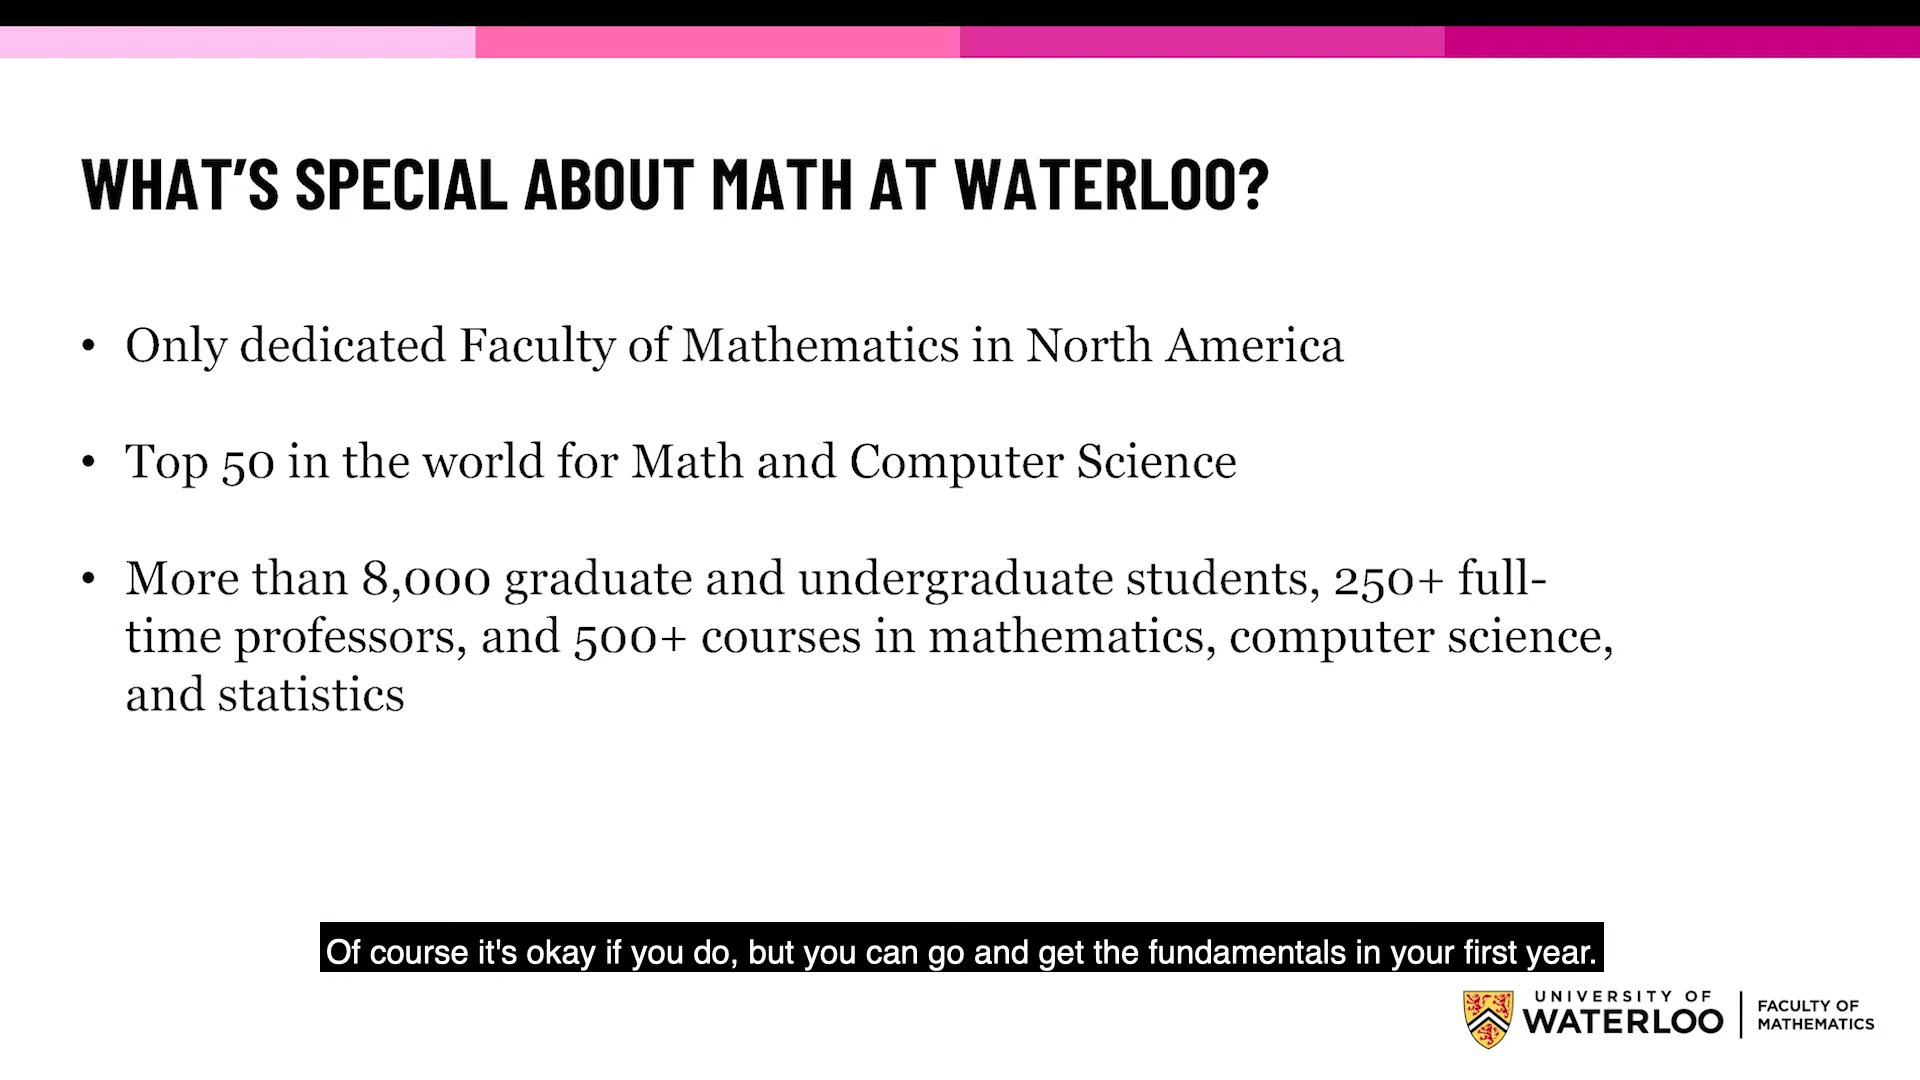 WHAT'S SPECIAL ABOUT MATH AT WATERLOO?
• Only dedicated Faculty of Mathematics in North America
• Top 50 in the world for Math and Computer Science
• More than 8,000 graduate and undergraduate students, 250+ full-
time professors, and 500+ courses in mathematics, computer science,
and statistics
Of course it's okay if you do, but you can go and get the fundamentals in your first year.
UNIVERSITY OF
WATERLOO
FACULTY OF
MATHEMATICS